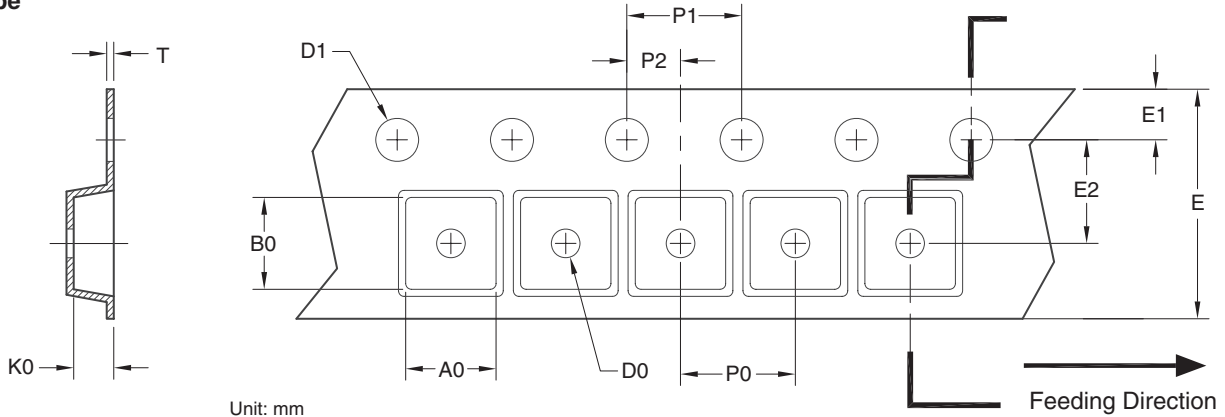 P1
T
D1
P2
E1
E2
E
B0
K0
A0
D0
P0
Feeding Direction
Unit: mm